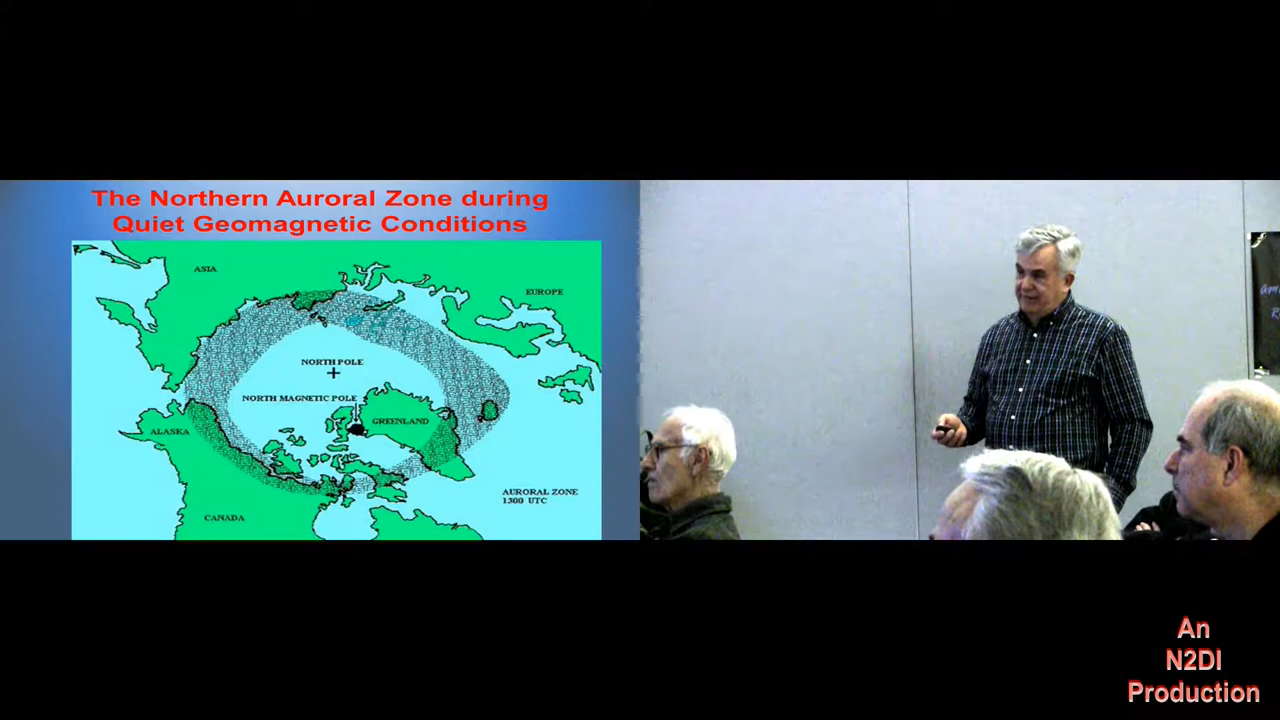 The Northern Auroral Zone during
Quiet Geomagnetic Conditions
ASIA
EUROPE
NORTH POLE
NORTH MAGNETIC POLE
GREENLAND
ALASKA
AURORAL ZONE
1300 UTC
CANADA
An
N2DI
Production